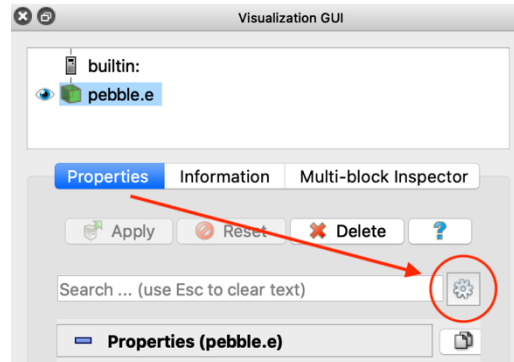 Visualization GUI
builtin:
pebble.e
Properties Information Multi-block Inspector
Apply Reset Delete ?
Search ... (use Esc to clear text)
Properties (pebble.e)